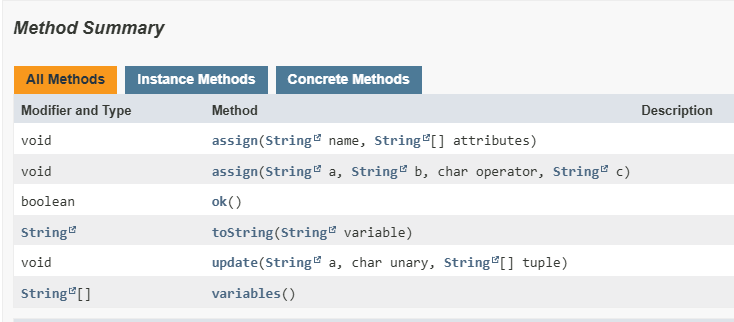 Method Summary
All Methods Instance Methods Concrete Methods
Modifier and Type Method Description
void assign(String name, String[] attributes)
void assign(String a, String b, char operator, String c)
boolean ok()
String toString(String variable)
void update(String a, char unary, String[] tuple)
String[] variables()